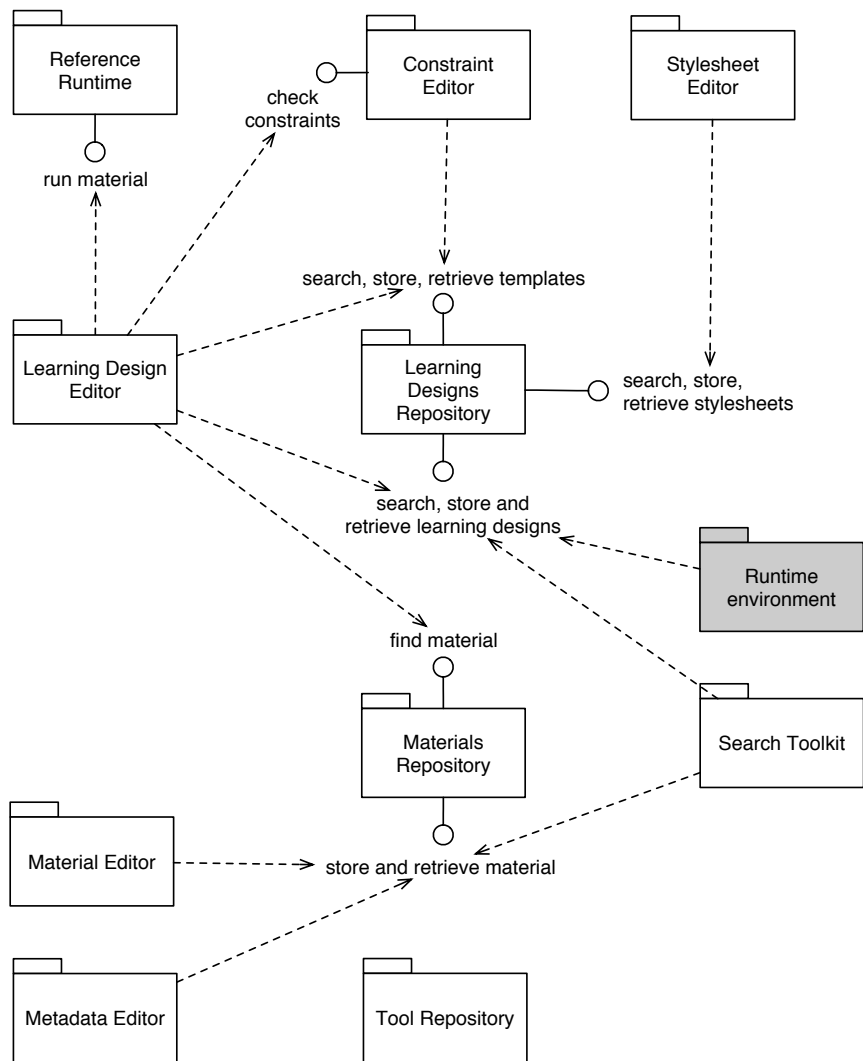 Reference
Runtime
Constraint
Editor
Stylesheet
Editor
check
constraints
run material
search, store, retrieve templates
Learning Design
Editor
Learning
Designs
Repository
search, store,
retrieve stylesheets
search, store and
retrieve learning designs
Runtime
environment
find material
Materials
Repository
Search Toolkit
Material Editor
store and retrieve material
Metadata Editor
Tool Repository